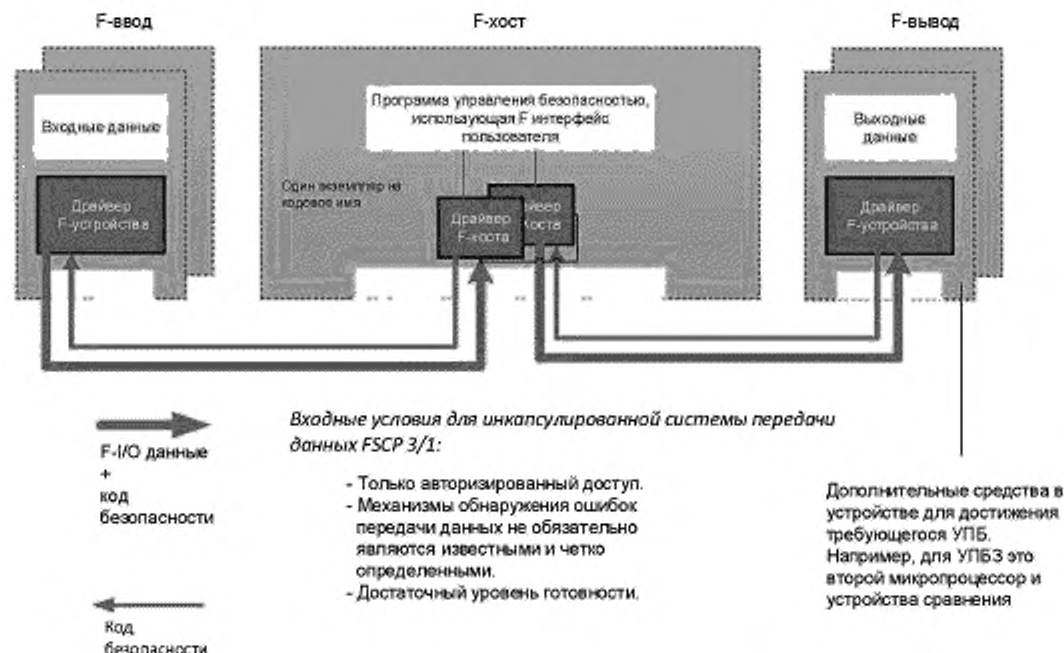 F-ввод
F-хост
F-вывод
Входные данные
Программа управления безопасностью,
использующая F интерфейс
пользователя
Выходные
данные
Один экземпляр на
кодовое имя
Драйвер
F-устройства
Драйвер
F-хоста
Драйвер
F-устройства
F-I/O данные
+
код
безопасности
Входные условия для инкапсулированной системы передачи
данных FSCP 3/1:
- Только авторизированный доступ.
- Механизмы обнаружения ошибок
передачи данных не обязательно
являются известными и четко
определенными.
- Достаточный уровень готовности.
Дополнительные средства в
устройстве для достижения
требующегося УПБ.
Например, для УПБ3 это
второй микропроцессор и
устройства сравнения
Код
безопасности